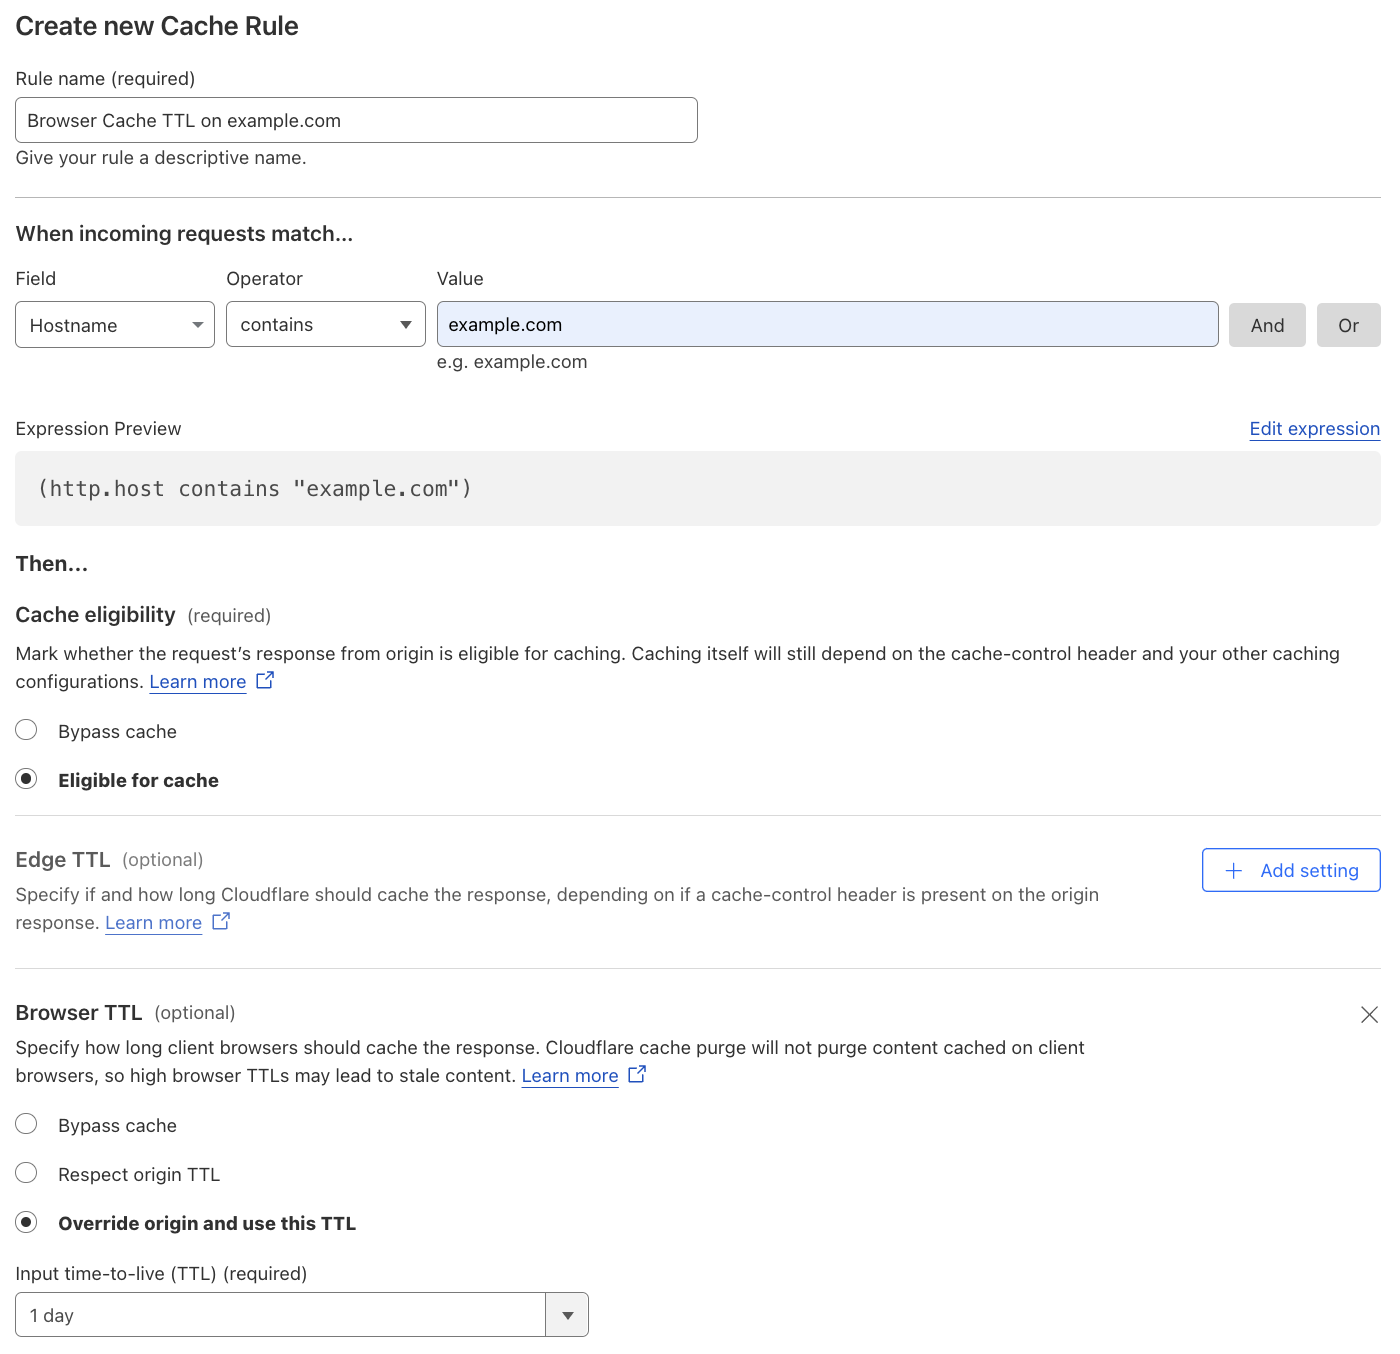 Create new Cache Rule
Rule name (required)
Browser Cache TTL on example.com
Give your rule a descriptive name.
When incoming requests match...
Field Operator Value
Hostname contains example.com And Or
e.g. example.com
Expression Preview Edit expression
(http.host contains "example.com")
Then...
Cache eligibility (required)
Mark whether the request’s response from origin is eligible for caching. Caching itself will still depend on the cache-control header and your other caching
configurations. Learn more
Bypass cache
Eligible for cache
Edge TTL (optional)
Add setting
Specify if and how long Cloudflare should cache the response, depending on if a cache-control header is present on the origin
response. Learn more
Browser TTL (optional)
Specify how long client browsers should cache the response. Cloudflare cache purge will not purge content cached on client
browsers, so high browser TTLs may lead to stale content. Learn more
Bypass cache
Respect origin TTL
Override origin and use this TTL
Input time-to-live (TTL) (required)
1 day